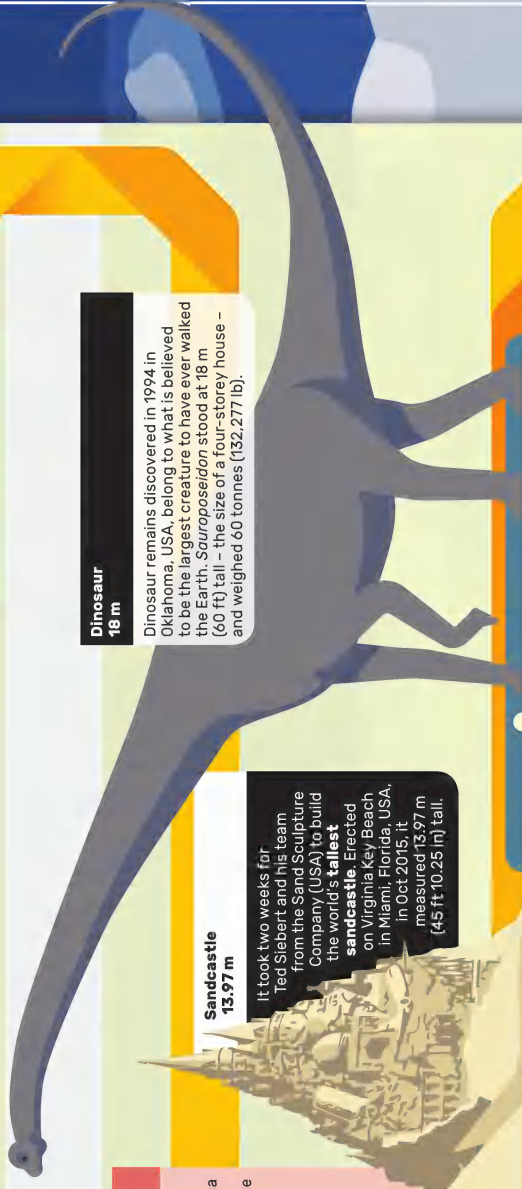 Dinosaur
18 m
Dinosaur remains discovered in 1994 in
Oklahoma, USA, belong to what is believed
to be the largest creature to have ever walked
the Earth. Sauroposeidon stood at 18 m
(60 ft) tall – the size of a four-storey house –
and weighed 60 tonnes (132,277 lb).
Sandcastle
13.97 m
It took two weeks for
Ted Siebert and his team
from the Sand Sculpture
Company (USA) to build
the world's tallest
sandcastle. Erected
on Virginia Key Beach
in Miami, Florida, USA,
in Oct 2015, it
measured 13.97 m
(45 ft 10.25 in) tall.
a
e